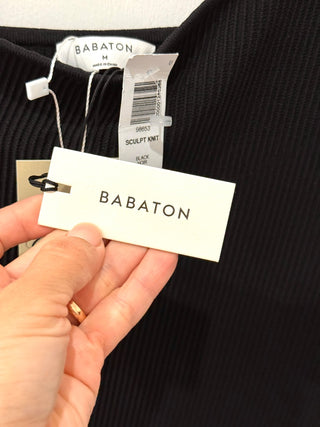 BABATON
M
MADE IN CHINA
98653
SCULPT KNIT
BLACK
BABATON